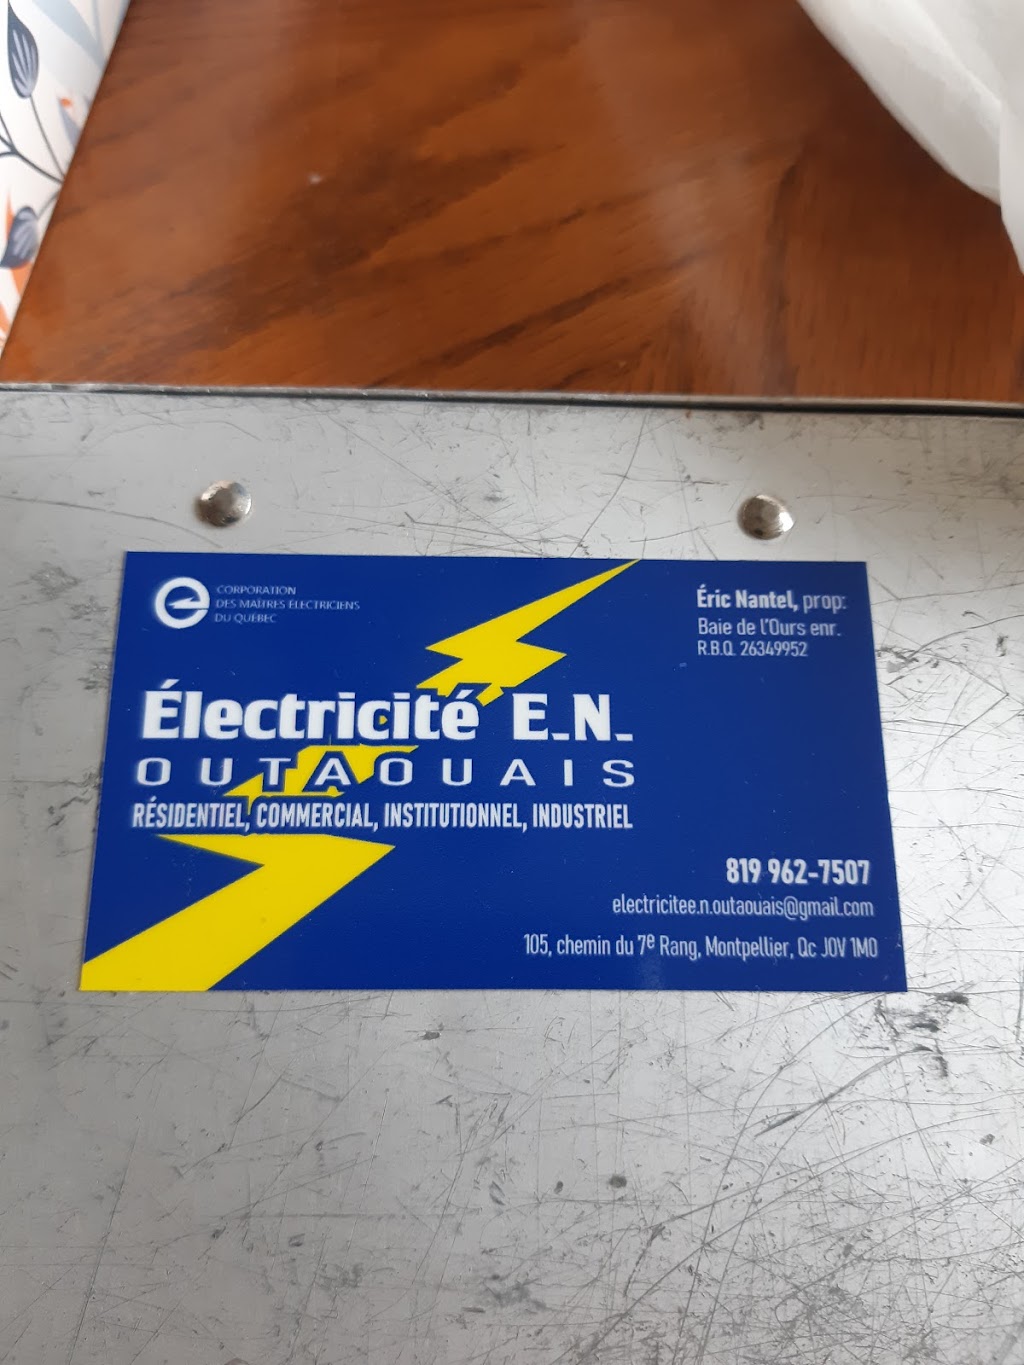 CORPORATION
DES MAÎTRES ÉLECTRICIENS
DU QUÉBEC
Éric Nantel, prop:
Baie de l'Ours enr.
R.B.Q. 26349952
Électricité E.N.
OUTAOUAIS
RÉSIDENTIEL, COMMERCIAL, INSTITUTIONNEL, INDUSTRIEL
819 962-7507
electricitee.n.outaouais@gmail.com
105, chemin du 7e Rang, Montpellier, Qc J0V 1M0